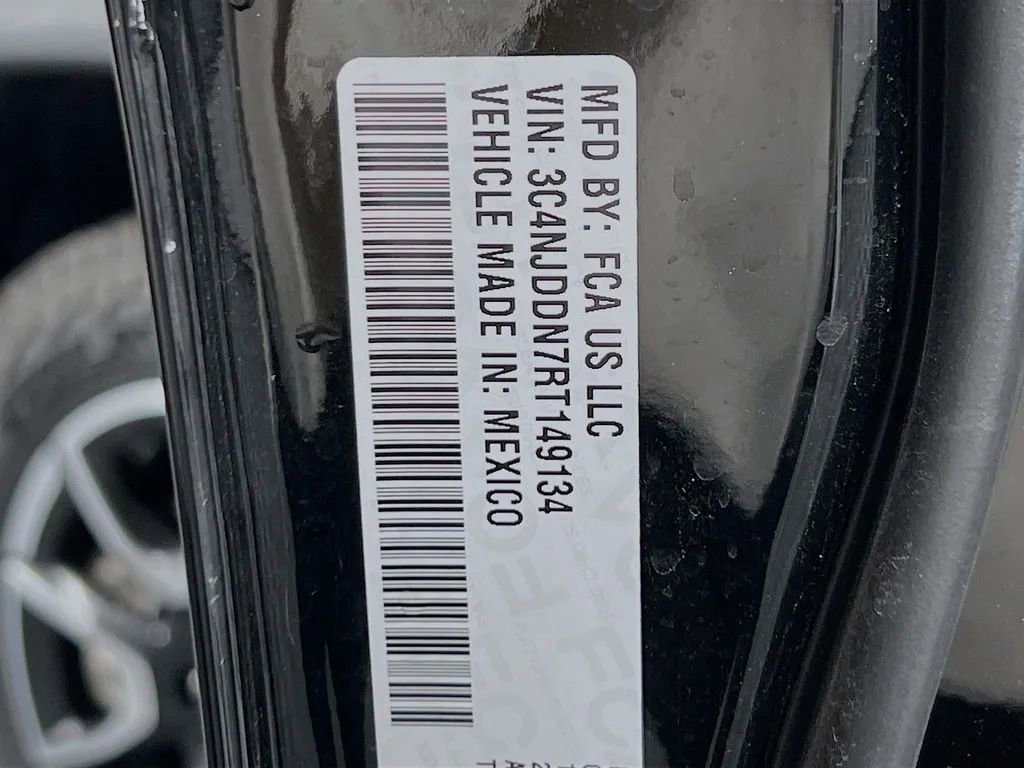 MFD BY: FCA US LLC
VIN: 3C4NJDDN7RT149134
VEHICLE MADE IN: MEXICO